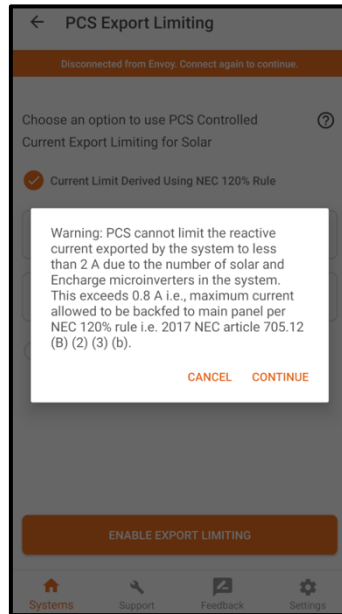 ← PCS Export Limiting
Disconnected from Envoy. Connect again to continue.
Choose an option to use PCS Controlled
Current Export Limiting for Solar
Current Limit Derived Using NEC 120% Rule
Warning: PCS cannot limit the reactive
current exported by the system to less
than 2 A due to the number of solar and
Encharge microinverters in the system.
This exceeds 0.8 A i.e., maximum current
allowed to be backfed to main panel per
NEC 120% rule i.e. 2017 NEC article 705.12
(B) (2) (3) (b).
CANCEL CONTINUE
ENABLE EXPORT LIMITING
Systems Support Feedback Settings